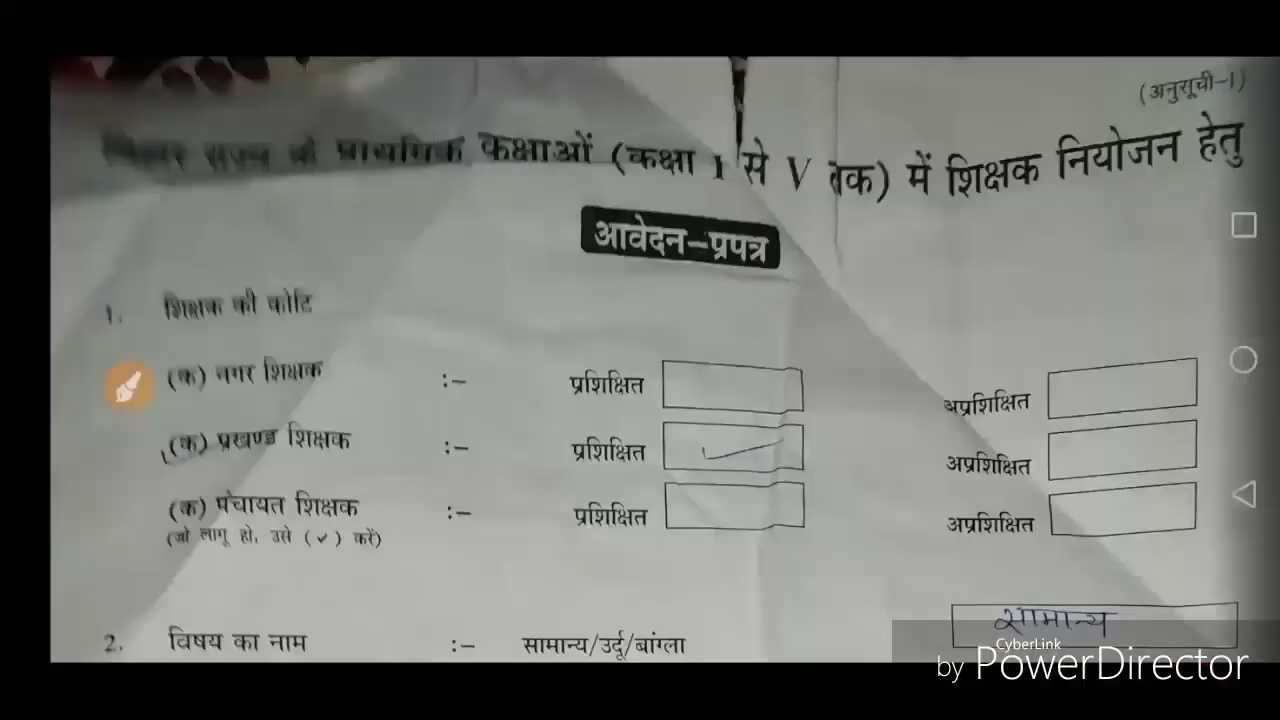 (अनुसूची-I)
बिहार राज्य के प्राथमिक कक्षाओं (कक्षा I से V तक) में शिक्षक नियोजन हेतु
आवेदन-प्रपत्र
1. शिक्षक की कोटि
(क) नगर शिक्षक :- प्रशिक्षित अप्रशिक्षित
(क) प्रखण्ड शिक्षक :- प्रशिक्षित ✓ अप्रशिक्षित
(क) पंचायत शिक्षक :- प्रशिक्षित अप्रशिक्षित
(जो लागू हो, उसे (✓) करें)
2. विषय का नाम :- सामान्य/उर्दू/बांग्ला सामान्य
CyberLink
by PowerDirector